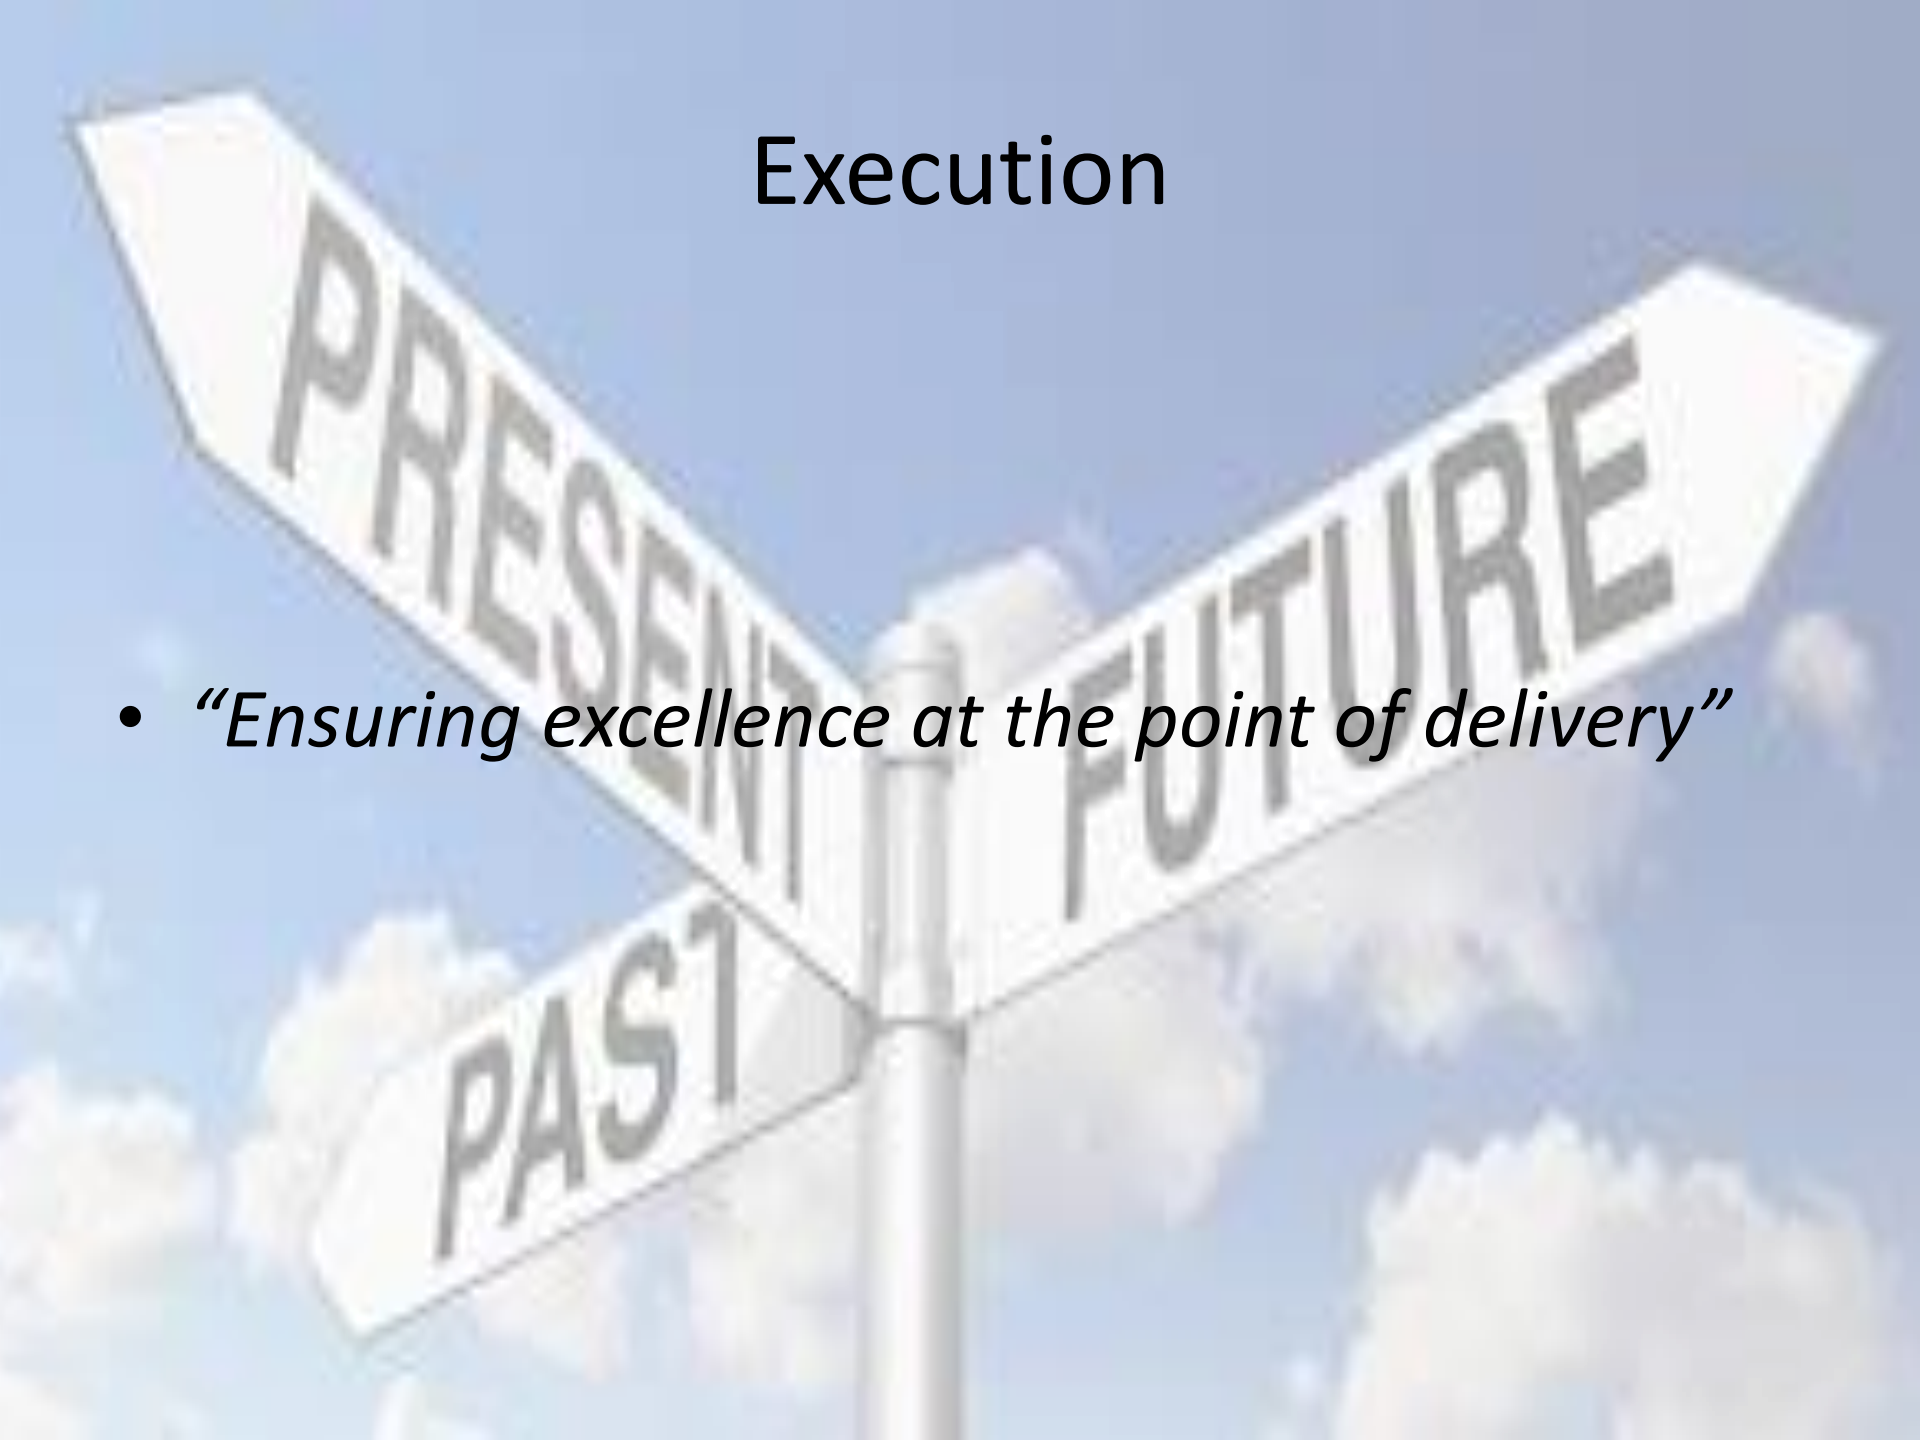 Execution
PRESENT
FUTURE
• “Ensuring excellence at the point of delivery”
PAST